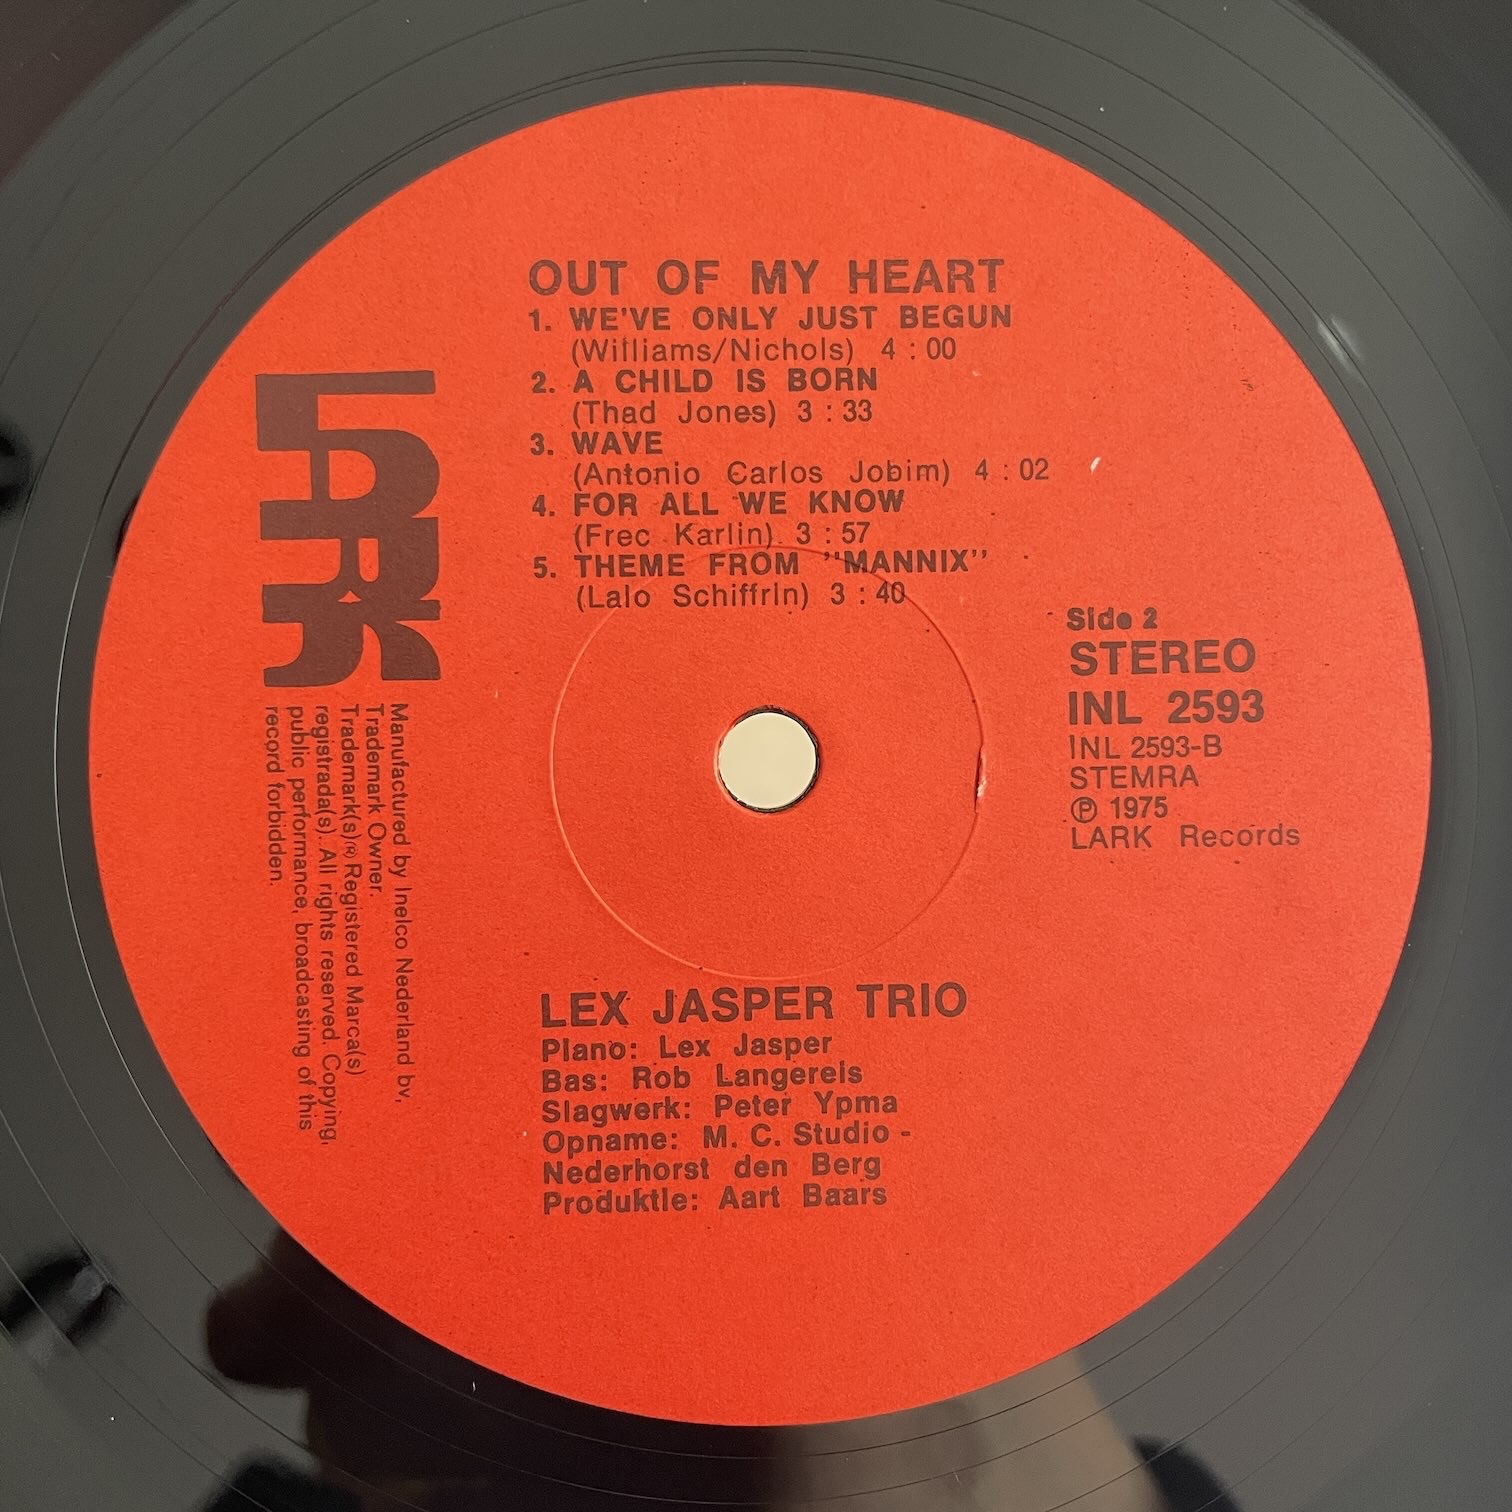 OUT OF MY HEART
1. WE'VE ONLY JUST BEGUN
(Williams/Nichols) 4 : 00
2. A CHILD IS BORN
(Thad Jones) 3 : 33
3. WAVE
(Antonio Carlos Jobim) 4 : 02
4. FOR ALL WE KNOW
(Frec Karlin) 3 : 57
5. THEME FROM "MANNIX"
(Lalo Schiffrin) 3 : 40
LARK
Manufactured by Inelco Nederland bv,
Trademark Owner.
Trademark(s)® Registered Marca(s)
registrada(s). All rights reserved. Copying,
public performance, broadcasting of this
record forbidden.
Side 2
STEREO
INL 2593
INL 2593-B
STEMRA
℗ 1975
LARK Records
LEX JASPER TRIO
Piano: Lex Jasper
Bas: Rob Langereis
Slagwerk: Peter Ypma
Opname: M. C. Studio -
Nederhorst den Berg
Produktie: Aart Baars